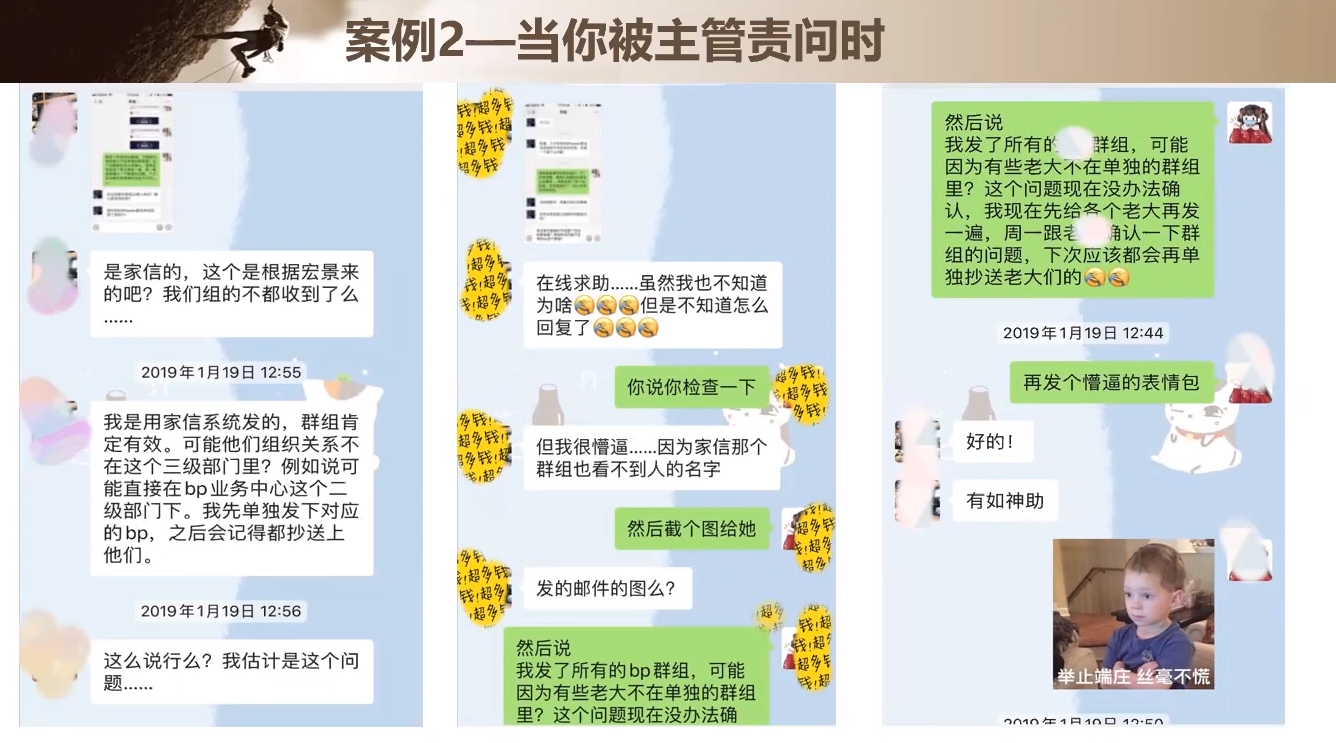 案例2—当你被主管责问时
是家信的，这个是根据宏景来
的吧？我们组的不都收到了么
......
2019年1月19日 12:55
我是用家信系统发的，群组肯
定有效。可能他们组织关系不
在这个三级部门里？例如说可
能直接在bp业务中心这个二
级部门下。我先单独发下对应
的bp，之后会记得都抄送上
他们。
2019年1月19日 12:56
这么说行么？我估计是这个问
题......
在线求助......虽然我也不知道
为啥🤣🤣🤣但是不知道怎么
回复了🤣🤣🤣
你说你检查一下
但我很懵逼......因为家信那个
群组也看不到人的名字
然后截个图给她
发的邮件的图么？
然后说
我发了所有的bp群组，可能
因为有些老大不在单独的群组
里？这个问题现在没办法确
然后说
我发了所有的 群组，可能
因为有些老大不在单独的群组
里？这个问题现在没办法确
认，我现在先给各个老大再发
一遍，周一跟老 确认一下群
组的问题，下次应该都会再单
独抄送老大们的🤣🤣
2019年1月19日 12:44
再发个懵逼的表情包
好的！
有如神助
举止端庄 丝毫不慌
2019年1月19日 12:50
钱!超多钱!